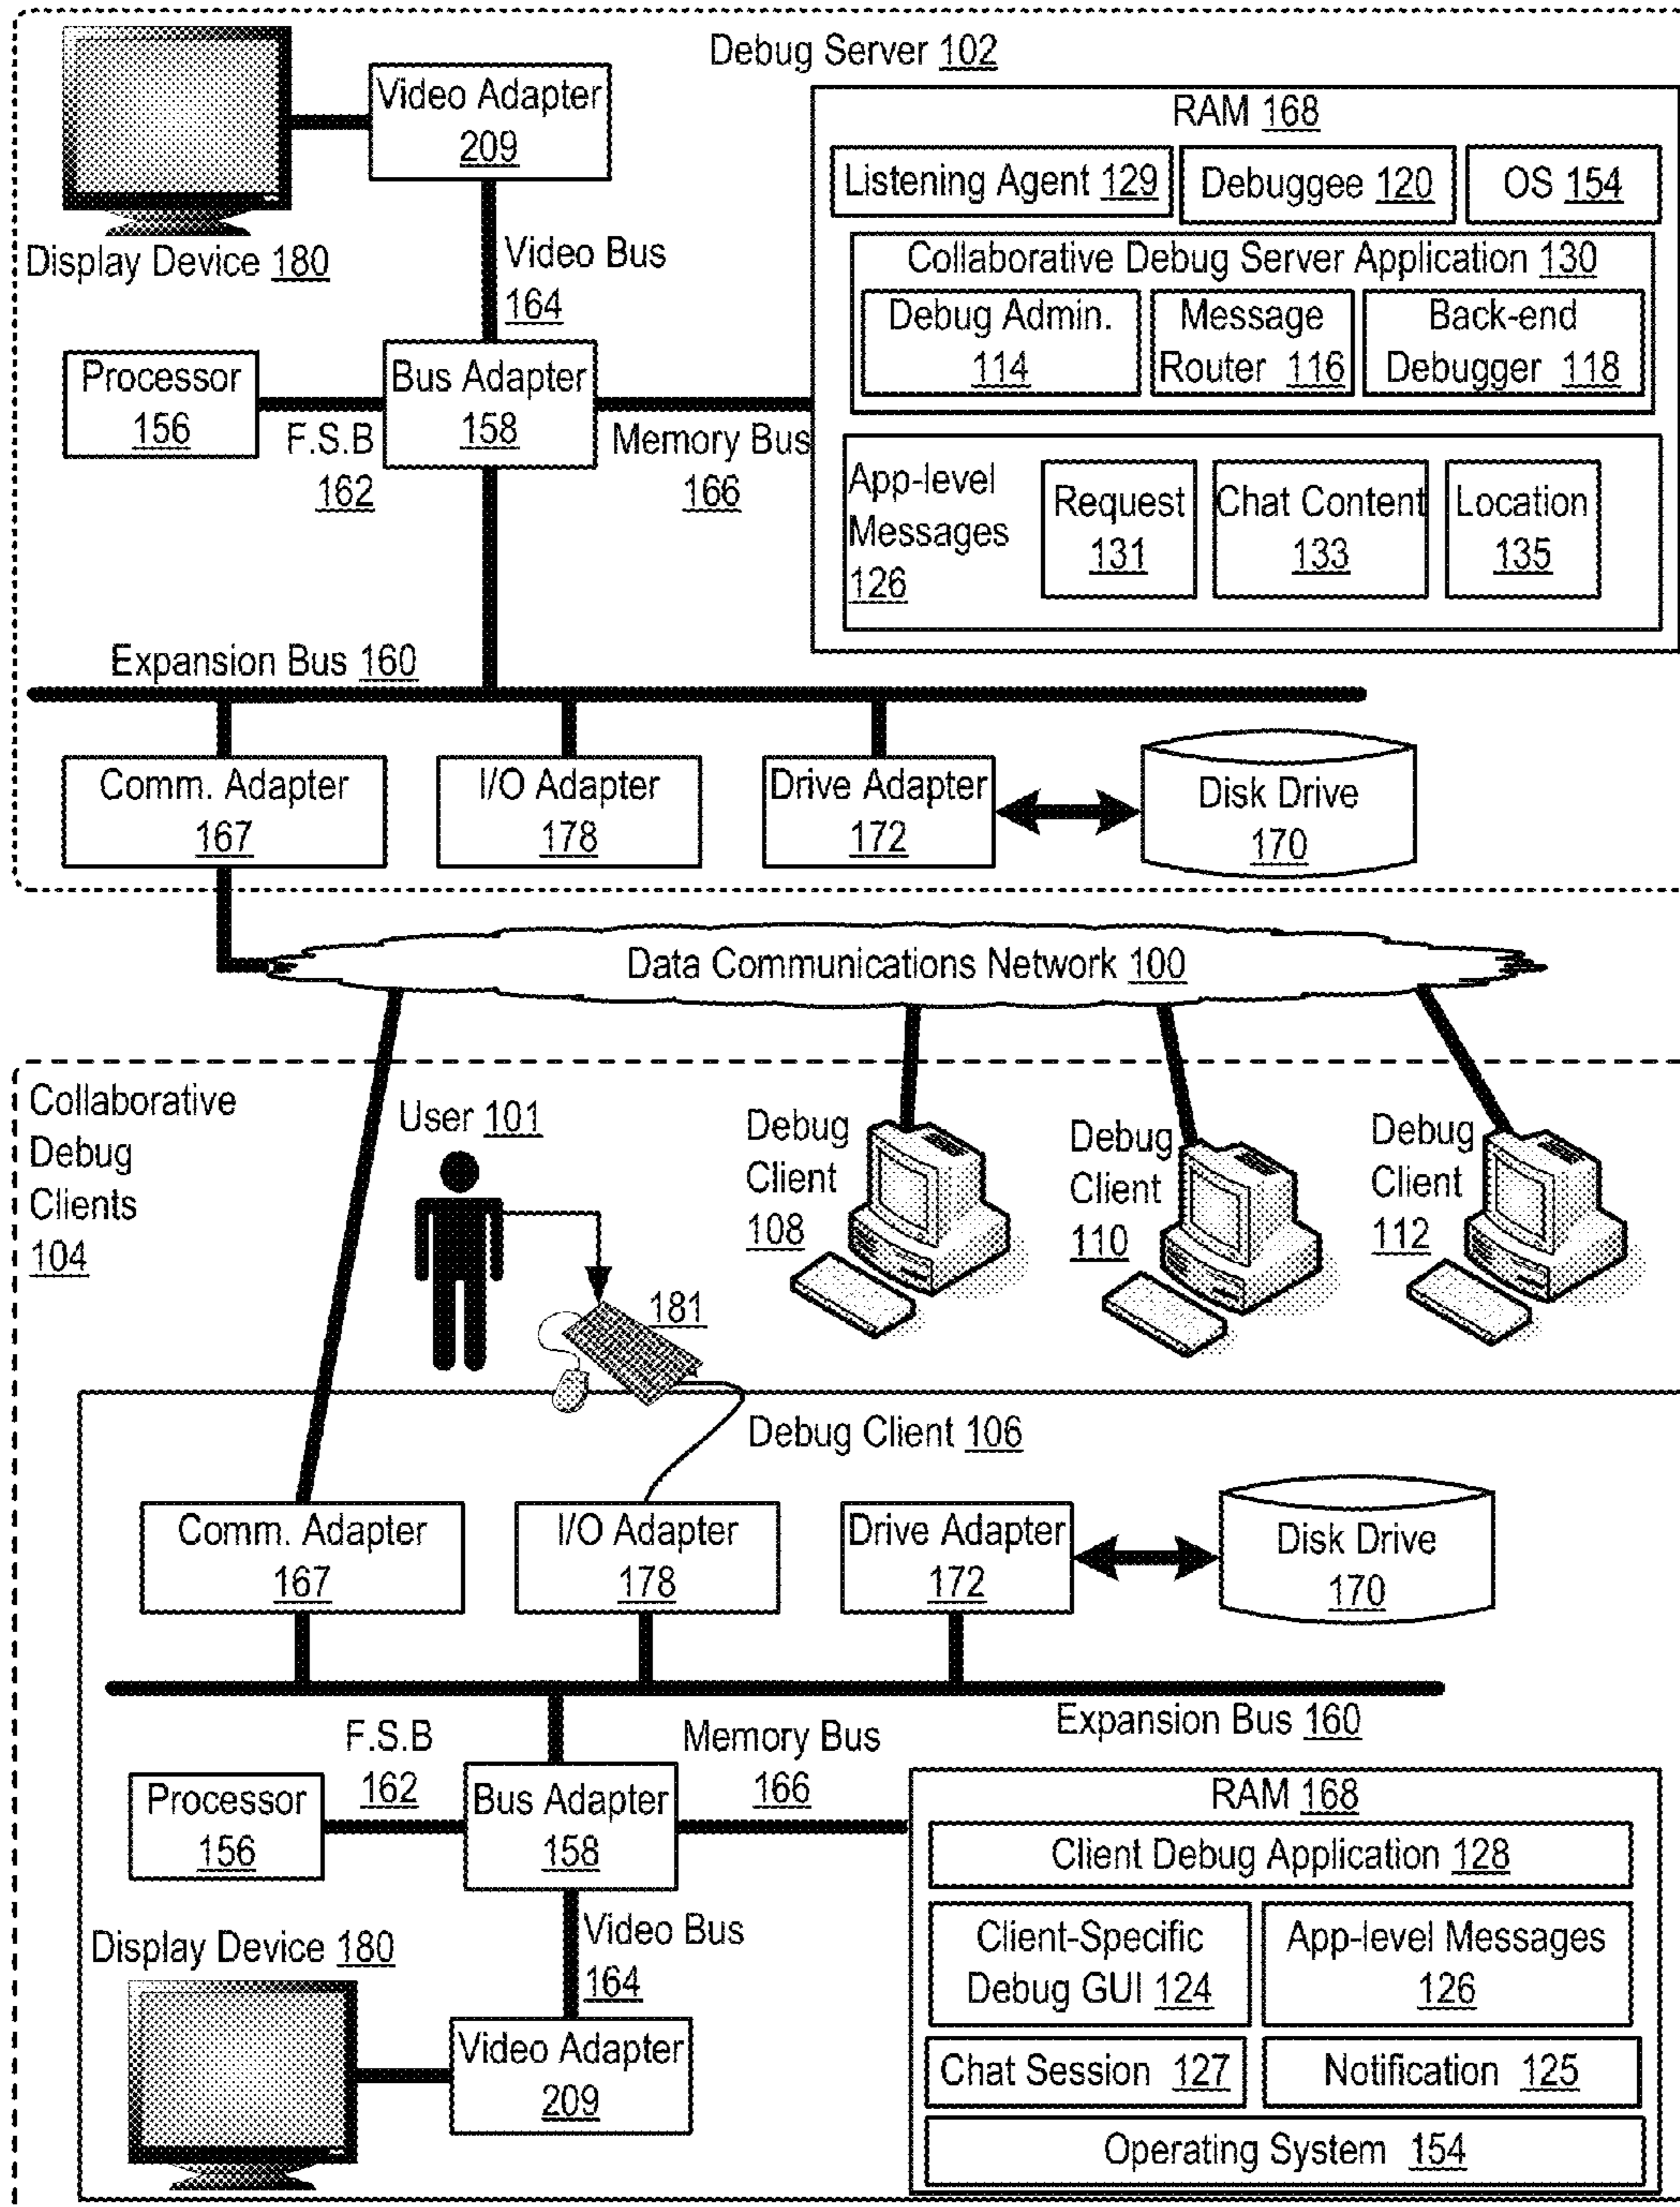 Debug Server 102
Video Adapter
209
Display Device 180
Video Bus
164
Processor
156
F.S.B
162
Bus Adapter
158
Memory Bus
166
RAM 168
Listening Agent 129
Debuggee 120
OS 154
Collaborative Debug Server Application 130
Debug Admin.
114
Message
Router 116
Back-end
Debugger 118
App-level
Messages
126
Request
131
Chat Content
133
Location
135
Expansion Bus 160
Comm. Adapter
167
I/O Adapter
178
Drive Adapter
172
Disk Drive
170
Data Communications Network 100
Collaborative
Debug
Clients
104
User 101
181
Debug
Client
108
Debug
Client
110
Debug
Client
112
Debug Client 106
Comm. Adapter
167
I/O Adapter
178
Drive Adapter
172
Disk Drive
170
Expansion Bus 160
F.S.B
162
Memory Bus
166
Processor
156
Bus Adapter
158
Video Bus
164
Display Device 180
Video Adapter
209
RAM 168
Client Debug Application 128
Client-Specific
Debug GUI 124
App-level Messages
126
Chat Session 127
Notification 125
Operating System 154